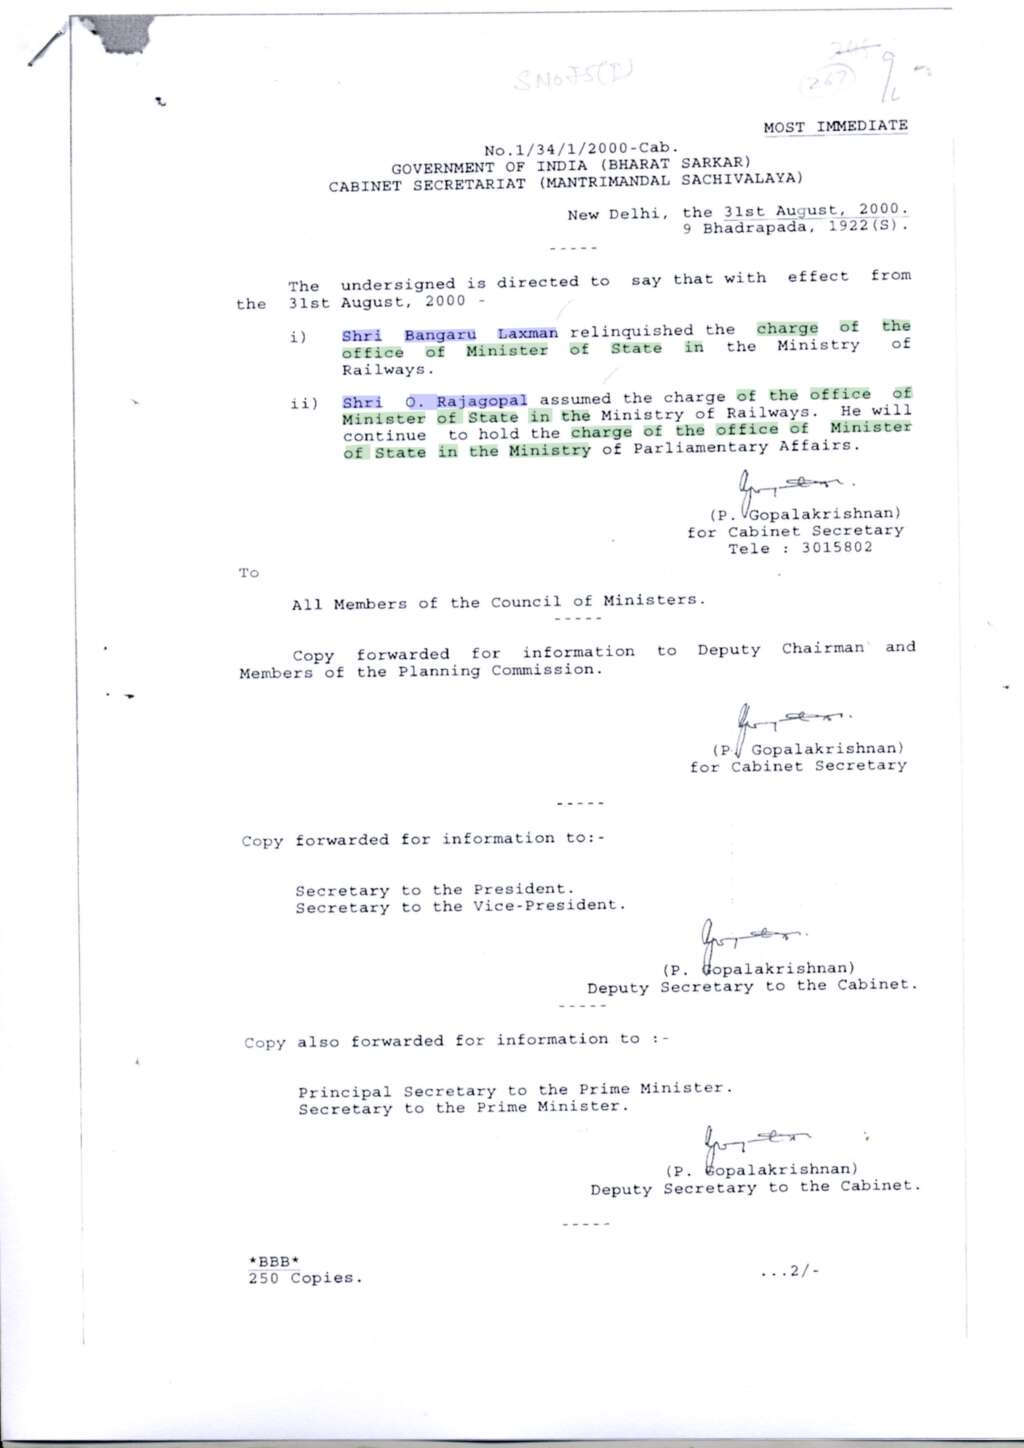 SNo.75(I)
267
MOST IMMEDIATE
No.1/34/1/2000-Cab.
GOVERNMENT OF INDIA (BHARAT SARKAR)
CABINET SECRETARIAT (MANTRIMANDAL SACHIVALAYA)
New Delhi, the 31st August, 2000.
9 Bhadrapada, 1922(S).
-----
The undersigned is directed to say that with effect from
the 31st August, 2000 -
i) Shri Bangaru Laxman relinquished the charge of the
office of Minister of State in the Ministry of
Railways.
ii) Shri O. Rajagopal assumed the charge of the office of
Minister of State in the Ministry of Railways. He will
continue to hold the charge of the office of Minister
of State in the Ministry of Parliamentary Affairs.
(P. Gopalakrishnan)
for Cabinet Secretary
Tele : 3015802
To
All Members of the Council of Ministers.
-----
Copy forwarded for information to Deputy Chairman and
Members of the Planning Commission.
(P. Gopalakrishnan)
for Cabinet Secretary
-----
Copy forwarded for information to:-
Secretary to the President.
Secretary to the Vice-President.
(P. Gopalakrishnan)
Deputy Secretary to the Cabinet.
-----
Copy also forwarded for information to :-
Principal Secretary to the Prime Minister.
Secretary to the Prime Minister.
(P. Gopalakrishnan)
Deputy Secretary to the Cabinet.
-----
*BBB*
250 Copies.
...2/-